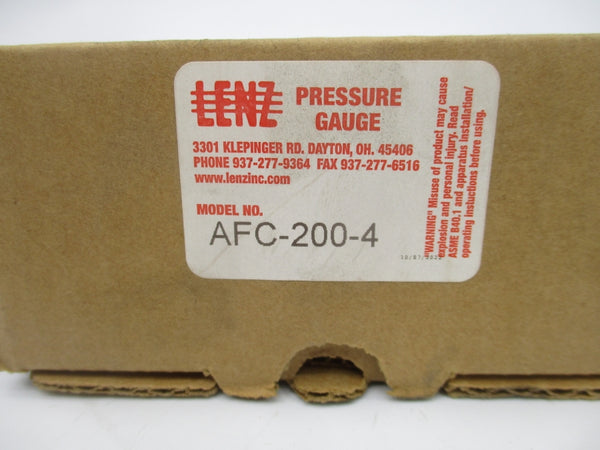 LENZ
PRESSURE
GAUGE
3301 KLEPINGER RD. DAYTON, OH. 45406
PHONE 937-277-9364 FAX 937-277-6516
www.lenzinc.com
MODEL NO.
AFC-200-4
"WARNING" Misuse of product may cause
explosion and personal injury. Read
ASME B40.1 and apparatus installation/
operating instuctions before using.